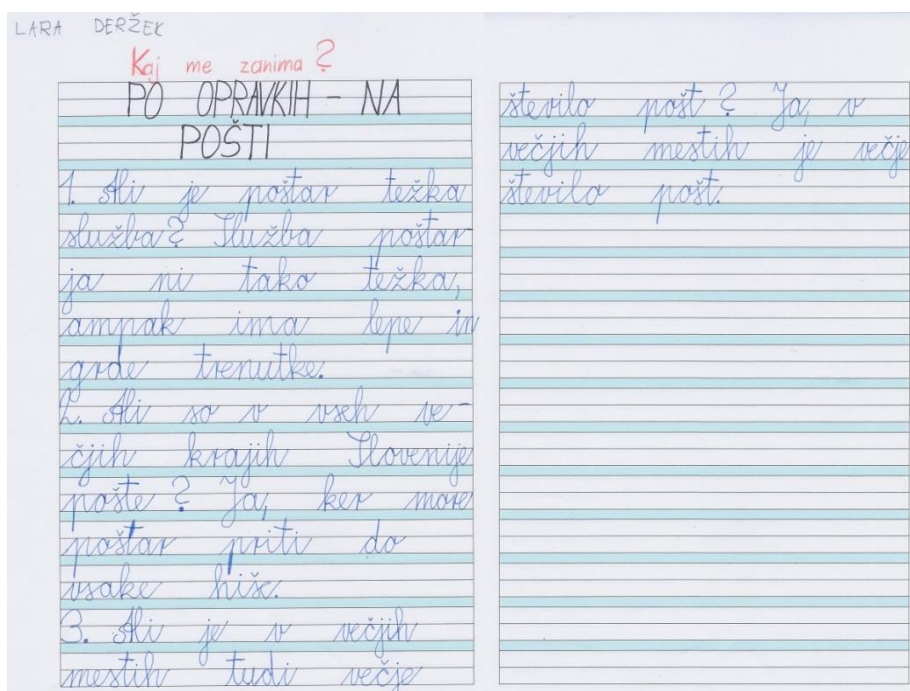 LARA DERŽEK
Kaj me zanima?
PO OPRAVKIH - NA
POŠTI
1. Ali je poštar težka
služba? Služba poštar-
ja ni tako težka,
ampak ima lepe in
grde trenutke.
2. Ali so v vseh ve-
čjih krajih Slovenije
pošte? Ja, ker more
poštar priti do
vsake hiše.
3. Ali je v večjih
mestih tudi večje
število pošt? Ja, v
večjih mestih je večje
število pošt.